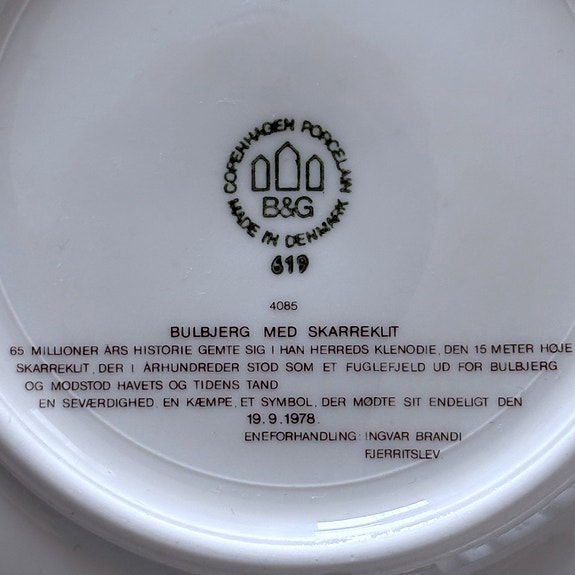 COPENHAGEN PORCELAIN
B&G
MADE IN DENMARK
619
4085
BULBJERG MED SKARREKLIT
65 MILLIONER ÅRS HISTORIE GEMTE SIG I HAN HERREDS KLENODIE, DEN 15 METER HØJE
SKARREKLIT, DER I ÅRHUNDREDER STOD SOM ET FUGLEFJELD UD FOR BULBJERG
OG MODSTOD HAVETS OG TIDENS TAND
EN SEVÆRDIGHED, EN KÆMPE, ET SYMBOL, DER MØDTE SIT ENDELIGT DEN
19.9.1978.
ENEFORHANDLING: INGVAR BRANDI
FJERRITSLEV